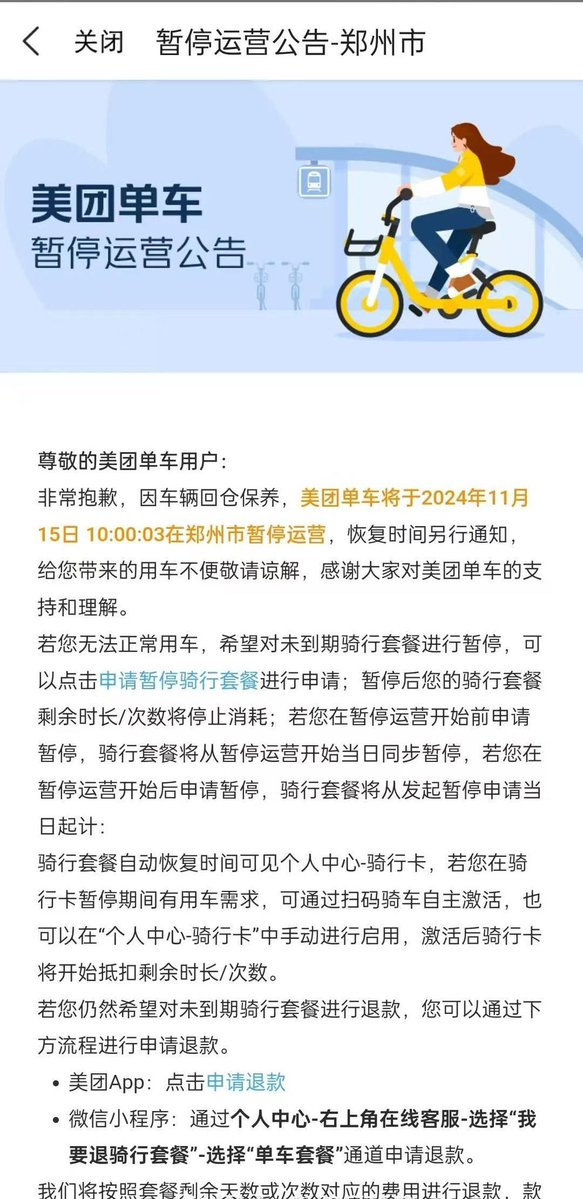 关闭 暂停运营公告-郑州市
美团单车
暂停运营公告
尊敬的美团单车用户：
非常抱歉，因车辆回仓保养，美团单车将于2024年11月
15日 10:00:03在郑州市暂停运营，恢复时间另行通知，
给您带来的用车不便敬请谅解，感谢大家对美团单车的支
持和理解。
若您无法正常用车，希望对未到期骑行套餐进行暂停，可
以点击申请暂停骑行套餐进行申请；暂停后您的骑行套餐
剩余时长/次数将停止消耗；若您在暂停运营开始前申请
暂停，骑行套餐将从暂停运营开始当日同步暂停，若您在
暂停运营开始后申请暂停，骑行套餐将从发起暂停申请当
日起计：
骑行套餐自动恢复时间可见个人中心-骑行卡，若您在骑
行卡暂停期间有用车需求，可通过扫码骑车自主激活，也
可以在“个人中心-骑行卡”中手动进行启用，激活后骑行卡
将开始抵扣剩余时长/次数。
若您仍然希望对未到期骑行套餐进行退款，您可以通过下
方流程进行申请退款。
• 美团App：点击申请退款
• 微信小程序：通过个人中心-右上角在线客服-选择“我
要退骑行套餐”-选择“单车套餐”通道申请退款。
我们将按照套餐剩余天数或次数对应的费用进行退款，款